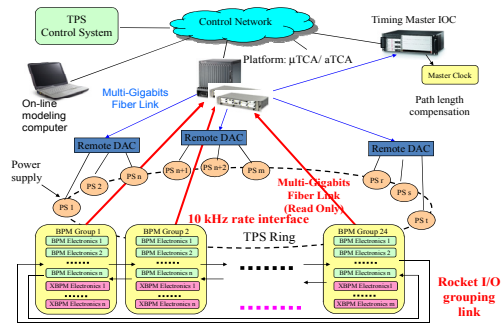 TPS
Control System
Control Network
Timing Master IOC
Platform: μTCA/ aTCA
Master Clock
On-line
modeling
computer
Multi-Gigabits
Fiber Link
Path length
compensation
Remote DAC
Remote DAC
Remote DAC
Power
supply
PS 1
PS 2
PS n
PS n+1
PS n+2
PS m
PS r
PS s
PS t
Multi-Gigabits
Fiber Link
(Read Only)
10 kHz rate interface
TPS Ring
BPM Group 1
BPM Electronics 1
BPM Electronics 2
BPM Electronics n
XBPM Electronics 1
XBPM Electronics n
BPM Group 2
BPM Electronics 1
BPM Electronics 2
BPM Electronics n
XBPM Electronics 1
XBPM Electronics n
BPM Group 24
BPM Electronics 1
BPM Electronics 2
BPM Electronics n
XBPM Electronics 1
XBPM Electronics m
Rocket I/O
grouping
link